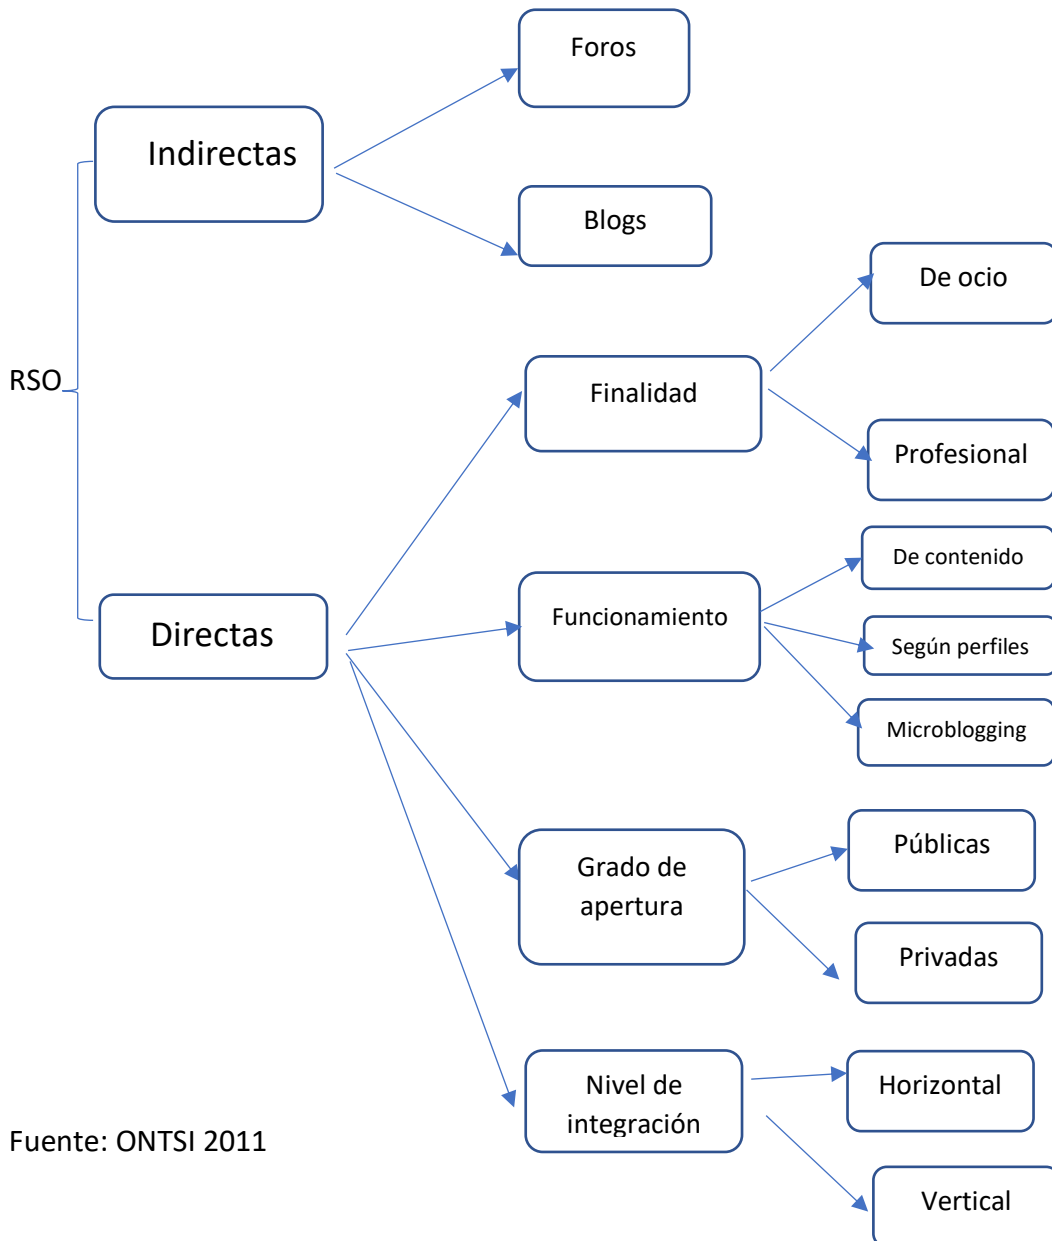 Foros
Indirectas
Blogs
De ocio
RSO
Finalidad
Profesional
De contenido
Directas
Funcionamiento
Según perfiles
Microblogging
Públicas
Grado de
apertura
Privadas
Nivel de
integración
Horizontal
Fuente: ONTSI 2011
Vertical